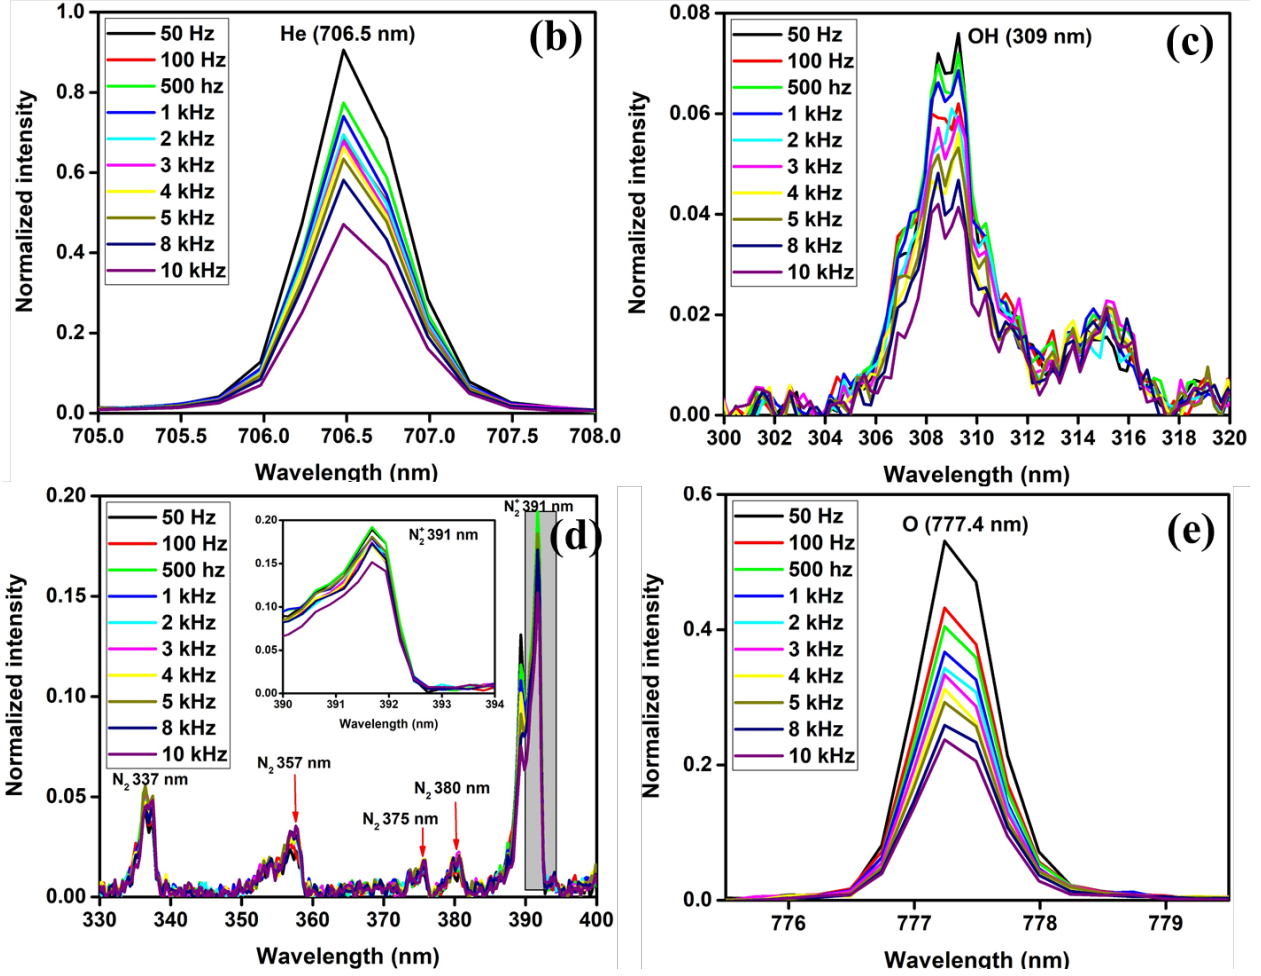 (b)
He (706.5 nm)
50 Hz
100 Hz
500 hz
1 kHz
2 kHz
3 kHz
4 kHz
5 kHz
8 kHz
10 kHz
Normalized intensity
1.0
0.8
0.6
0.4
0.2
0.0
705.0 705.5 706.0 706.5 707.0 707.5 708.0
Wavelength (nm)
(c)
OH (309 nm)
50 Hz
100 Hz
500 hz
1 kHz
2 kHz
3 kHz
4 kHz
5 kHz
8 kHz
10 kHz
Normalized intensity
0.08
0.06
0.04
0.02
0.00
300 302 304 306 308 310 312 314 316 318 320
Wavelength (nm)
(d)
50 Hz
100 Hz
500 hz
1 kHz
2 kHz
3 kHz
4 kHz
5 kHz
8 kHz
10 kHz
Normalized intensity
0.20
0.15
0.10
0.05
0.00
N₂⁺ 391 nm
N₂⁺ 391 nm
0.20
0.15
0.10
0.05
0.00
390 391 392 393 394
Wavelength (nm)
N₂ 337 nm
N₂ 357 nm
N₂ 375 nm
N₂ 380 nm
330 340 350 360 370 380 390 400
Wavelength (nm)
(e)
O (777.4 nm)
50 Hz
100 Hz
500 hz
1 kHz
2 kHz
3 kHz
4 kHz
5 kHz
8 kHz
10 kHz
Normalized intensity
0.6
0.4
0.2
0.0
776 777 778 779
Wavelength (nm)